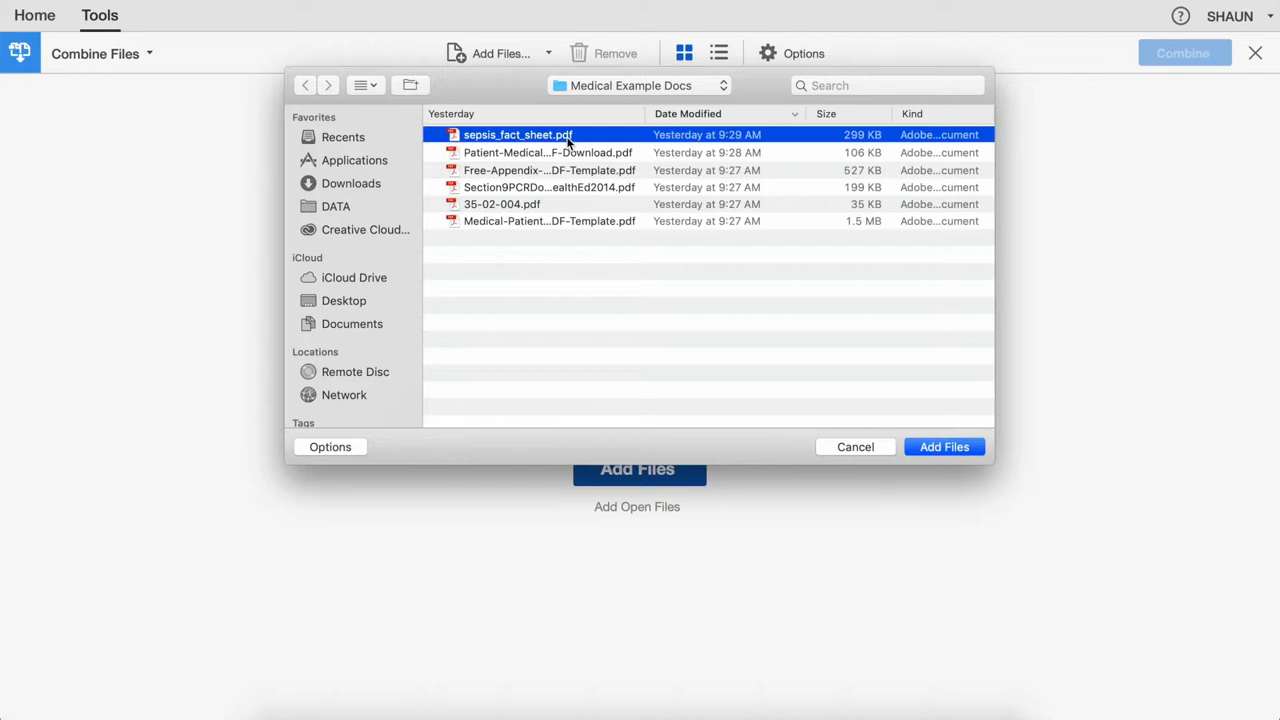 Home Tools SHAUN
Combine Files Add Files... Remove Options Combine
Medical Example Docs Search
Favorites
Recents
Applications
Downloads
DATA
Creative Cloud...
iCloud
iCloud Drive
Desktop
Documents
Locations
Remote Disc
Network
Tags
Yesterday Date Modified Size Kind
sepsis_fact_sheet.pdf Yesterday at 9:29 AM 299 KB Adobe...cument
Patient-Medical...F-Download.pdf Yesterday at 9:28 AM 106 KB Adobe...cument
Free-Appendix-...DF-Template.pdf Yesterday at 9:27 AM 527 KB Adobe...cument
Section9PCRDo...ealthEd2014.pdf Yesterday at 9:27 AM 199 KB Adobe...cument
35-02-004.pdf Yesterday at 9:27 AM 35 KB Adobe...cument
Medical-Patient...DF-Template.pdf Yesterday at 9:27 AM 1.5 MB Adobe...cument
Options Cancel Add Files
Add Files
Add Open Files